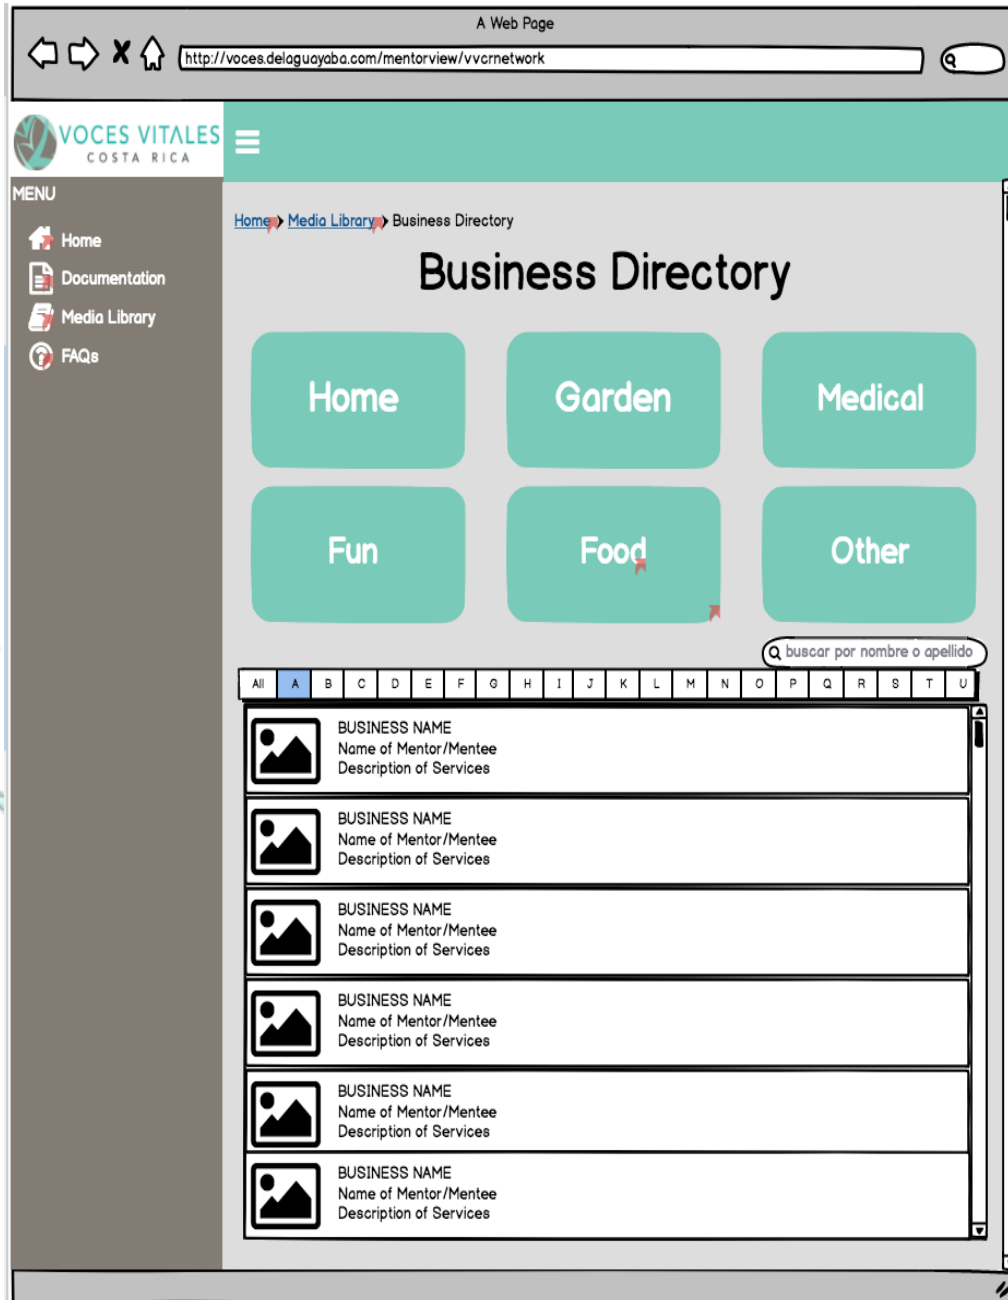 A Web Page
http://voces.delaguayaba.com/mentorview/vvcrnetwork
VOCES VITALES
COSTA RICA
MENU
Home
Documentation
Media Library
FAQs
Home Media Library Business Directory
Business Directory
Home Garden Medical
Fun Food Other
buscar por nombre o apellido
All A B C D E F G H I J K L M N O P Q R S T U
BUSINESS NAME
Name of Mentor/Mentee
Description of Services
BUSINESS NAME
Name of Mentor/Mentee
Description of Services
BUSINESS NAME
Name of Mentor/Mentee
Description of Services
BUSINESS NAME
Name of Mentor/Mentee
Description of Services
BUSINESS NAME
Name of Mentor/Mentee
Description of Services
BUSINESS NAME
Name of Mentor/Mentee
Description of Services